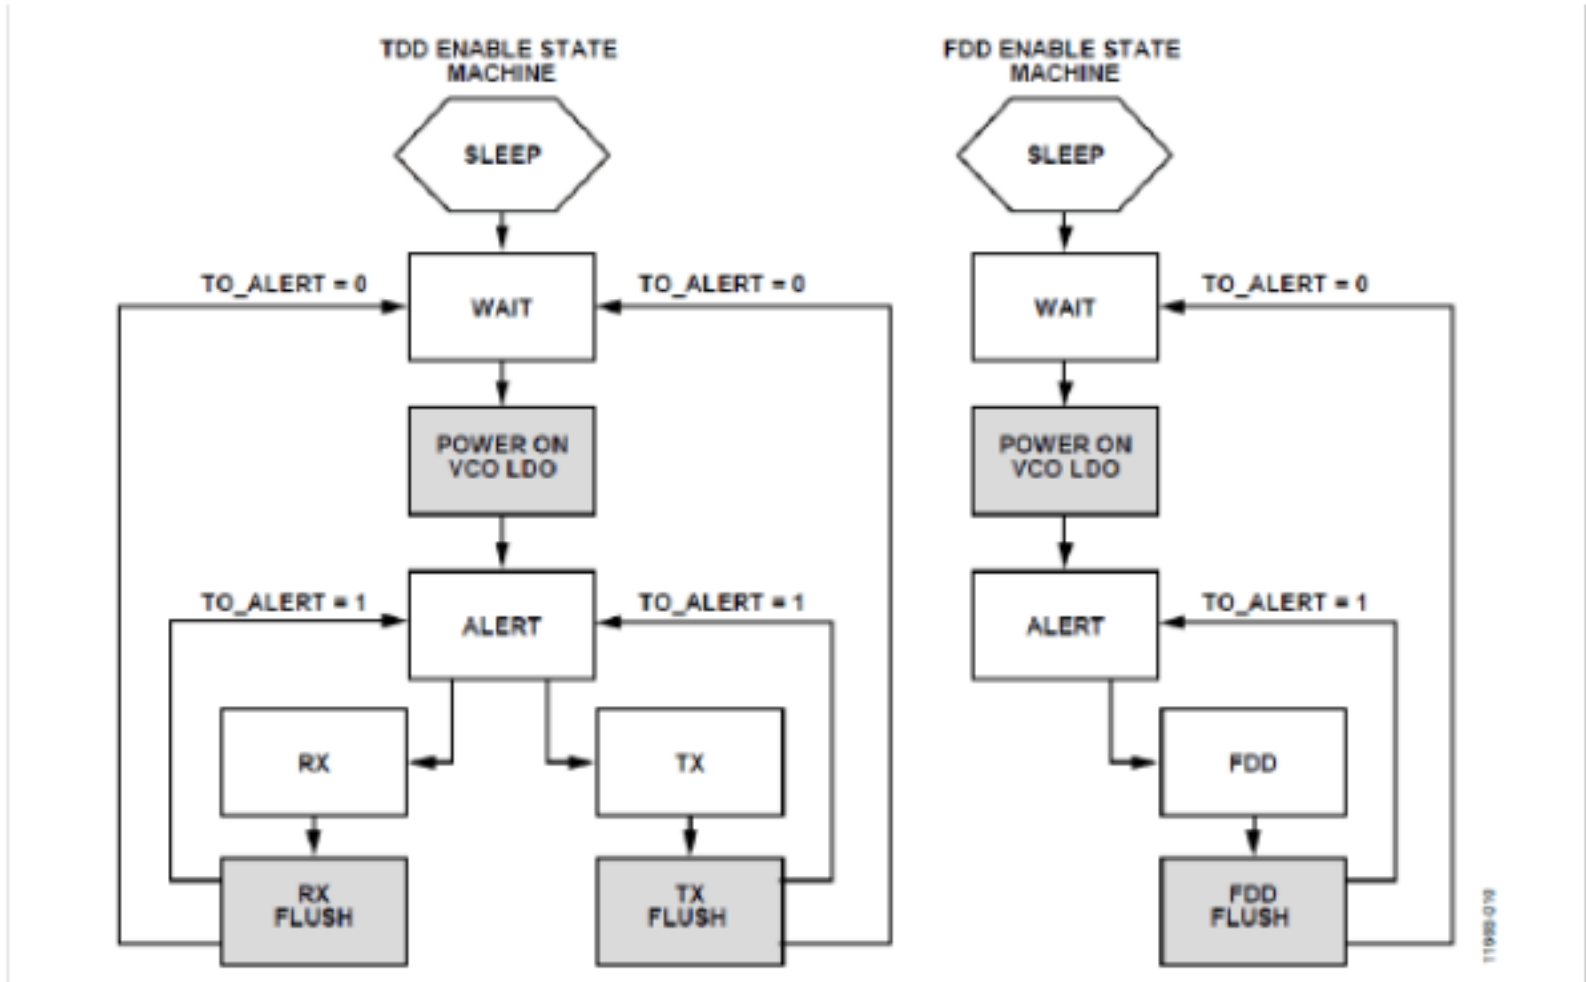 TDD ENABLE STATE
MACHINE
SLEEP
TO_ALERT = 0
WAIT
TO_ALERT = 0
POWER ON
VCO LDO
TO_ALERT = 1
ALERT
TO_ALERT = 1
RX
TX
RX
FLUSH
TX
FLUSH
FDD ENABLE STATE
MACHINE
SLEEP
WAIT
TO_ALERT = 0
POWER ON
VCO LDO
ALERT
TO_ALERT = 1
FDD
FDD
FLUSH